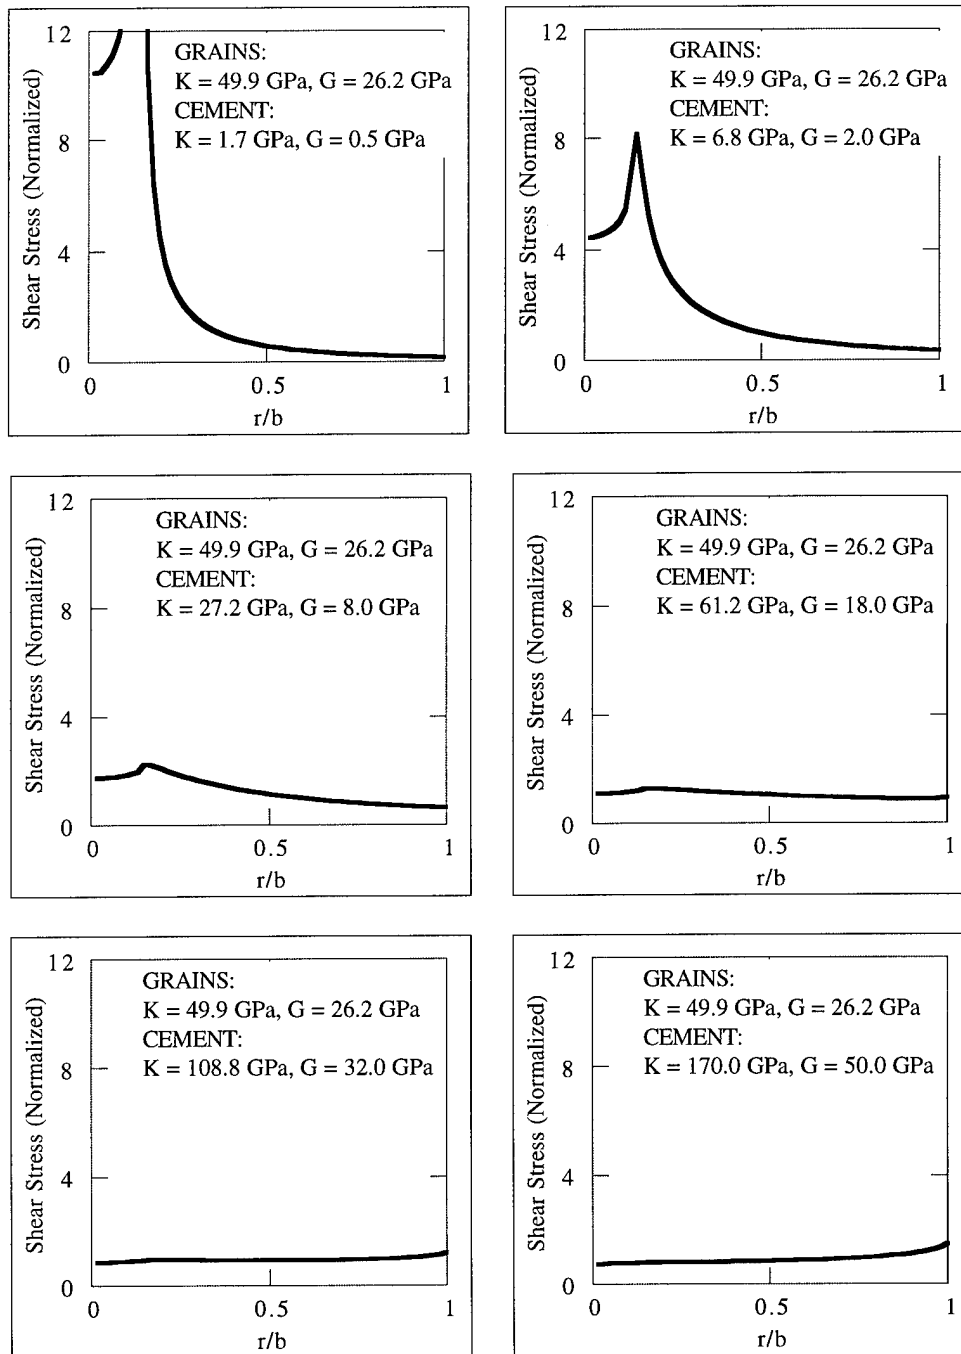 Shear Stress (Normalized)
12
8
4
0
GRAINS:
K = 49.9 GPa, G = 26.2 GPa
CEMENT:
K = 1.7 GPa, G = 0.5 GPa
0
0.5
1
r/b
Shear Stress (Normalized)
12
8
4
0
GRAINS:
K = 49.9 GPa, G = 26.2 GPa
CEMENT:
K = 6.8 GPa, G = 2.0 GPa
0
0.5
1
r/b
Shear Stress (Normalized)
12
8
4
0
GRAINS:
K = 49.9 GPa, G = 26.2 GPa
CEMENT:
K = 27.2 GPa, G = 8.0 GPa
0
0.5
1
r/b
Shear Stress (Normalized)
12
8
4
0
GRAINS:
K = 49.9 GPa, G = 26.2 GPa
CEMENT:
K = 61.2 GPa, G = 18.0 GPa
0
0.5
1
r/b
Shear Stress (Normalized)
12
8
4
0
GRAINS:
K = 49.9 GPa, G = 26.2 GPa
CEMENT:
K = 108.8 GPa, G = 32.0 GPa
0
0.5
1
r/b
Shear Stress (Normalized)
12
8
4
0
GRAINS:
K = 49.9 GPa, G = 26.2 GPa
CEMENT:
K = 170.0 GPa, G = 50.0 GPa
0
0.5
1
r/b